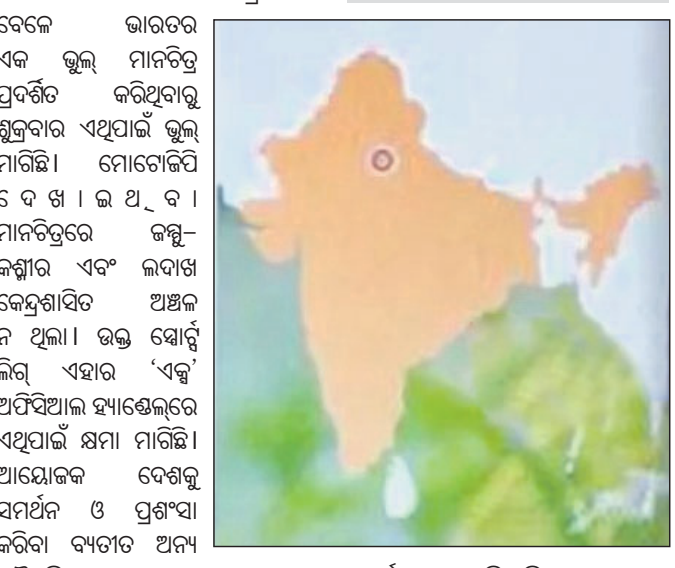 ବେଳେ ଭାରତର
ଏକ ଭୁଲ୍ ମାନଚିତ୍ର
ପ୍ରଦର୍ଶିତ କରିଥିବାରୁ
ଶୁକ୍ରବାର ଏଥିପାଇଁ ଭୁଲ୍
ମାଗିଛି। ମୋଟୋଜିପି
ଦେଖାଇଥିବା
ମାନଚିତ୍ରରେ ଜମ୍ମୁ–
କଶ୍ମୀର ଏବଂ ଲଦାଖ
କେନ୍ଦ୍ରଶାସିତ ଅଞ୍ଚଳ
ନ ଥିଲା। ଉକ୍ତ ସ୍ପୋର୍ଟ୍ସ
ଲିଗ୍ ଏହାର ‘ଏକ୍ସ’
ଅଫିସିଆଲ ହ୍ୟାଣ୍ଡେଲ୍‌ରେ
ଏଥିପାଇଁ କ୍ଷମା ମାଗିଛି।
ଆୟୋଜକ ଦେଶକୁ
ସମର୍ଥନ ଓ ପ୍ରଶଂସା
କରିବା ବ୍ୟତୀତ ଅନ୍ୟ